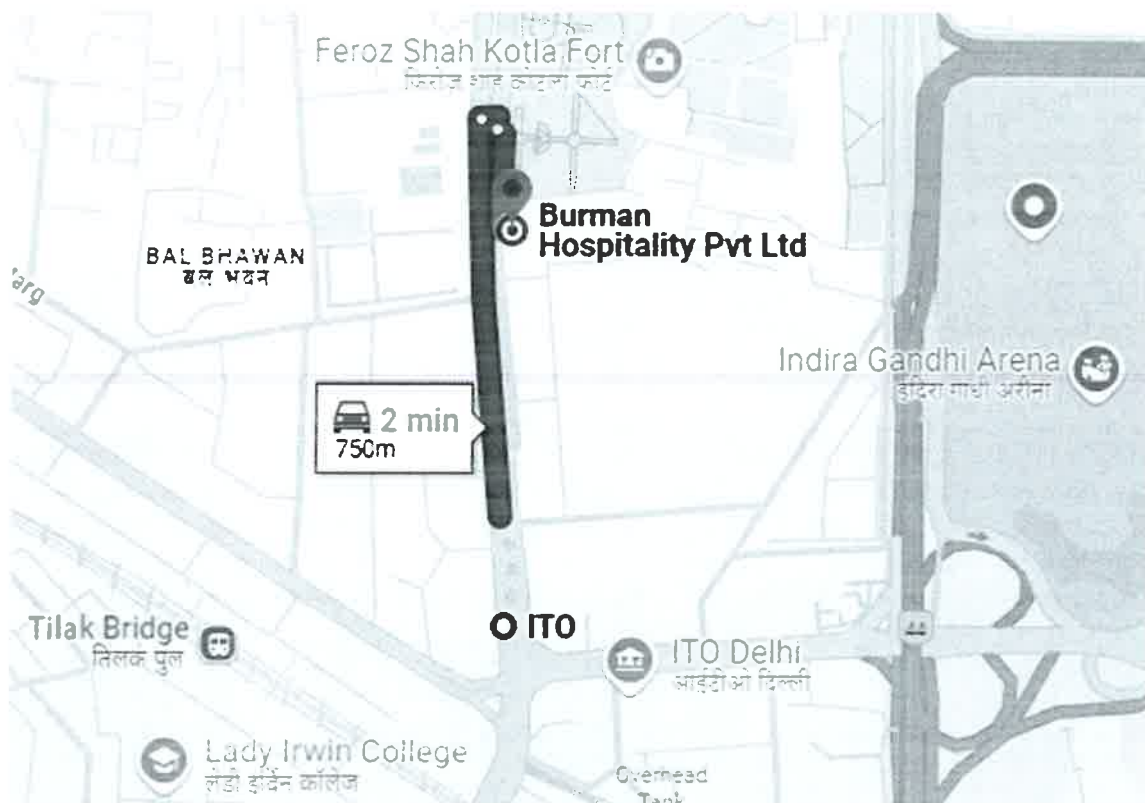 Feroz Shah Kotla Fort
फिरोज शाह कोटला फोर्ट
Burman
Hospitality Pvt Ltd
BAL BHAWAN
बाल भवन
arg
Indira Gandhi Arena
इंदिरा गांधी अरीना
2 min
750m
ITO
Tilak Bridge
तिलक पुल
ITO Delhi
आईटीओ दिल्ली
Lady Irwin College
लेडी इर्विन कॉलेज
Overhead
Tank